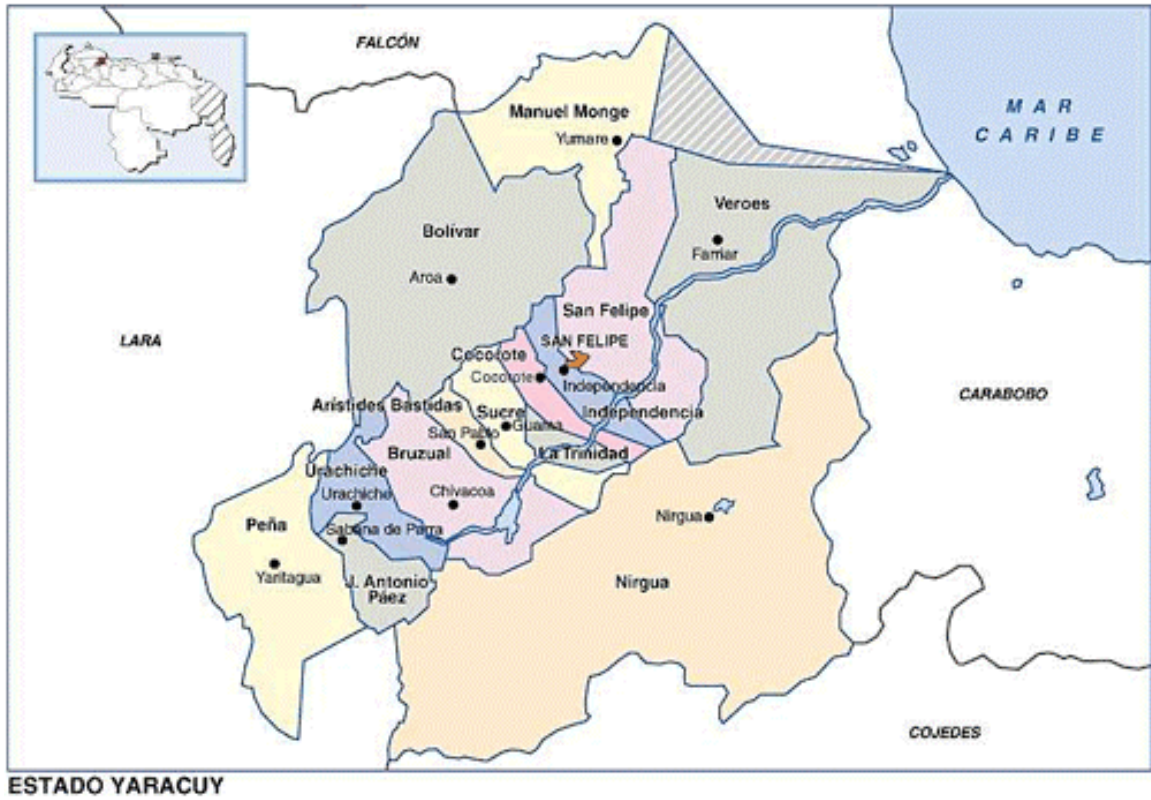 FALCÓN
MAR
CARIBE
Manuel Monge
Yumare
Veroes
Farriar
Bolívar
Aroa
San Felipe
LARA
SAN FELIPE
Cocorote
Cocorote
Independencia
CARABOBO
Arístides Bastidas
Sucre
Guama
Independencia
San Pablo
Bruzual
La Trinidad
Urachiche
Urachiche
Chivacoa
Peña
Nirgua
Sabana de Parra
Yaritagua
J. Antonio
Páez
Nirgua
COJEDES
ESTADO YARACUY